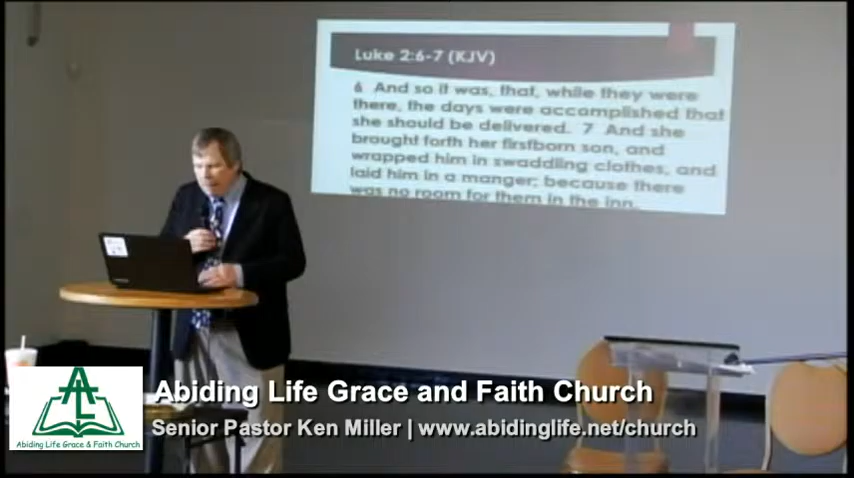 Luke 2:6-7 (KJV)
6 And so it was, that, while they were
there, the days were accomplished that
she should be delivered. 7 And she
brought forth her firstborn son, and
wrapped him in swaddling clothes, and
laid him in a manger; because there
was no room for them in the inn.
AL
Abiding Life Grace & Faith Church
Abiding Life Grace and Faith Church
Senior Pastor Ken Miller | www.abidinglife.net/church